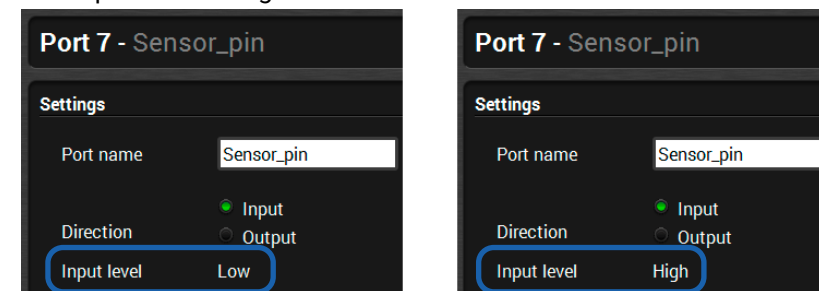 Port 7 - Sensor_pin
Settings
Port name Sensor_pin
Input
Direction
Output
Input level Low
Port 7 - Sensor_pin
Settings
Port name Sensor_pin
Input
Direction
Output
Input level High